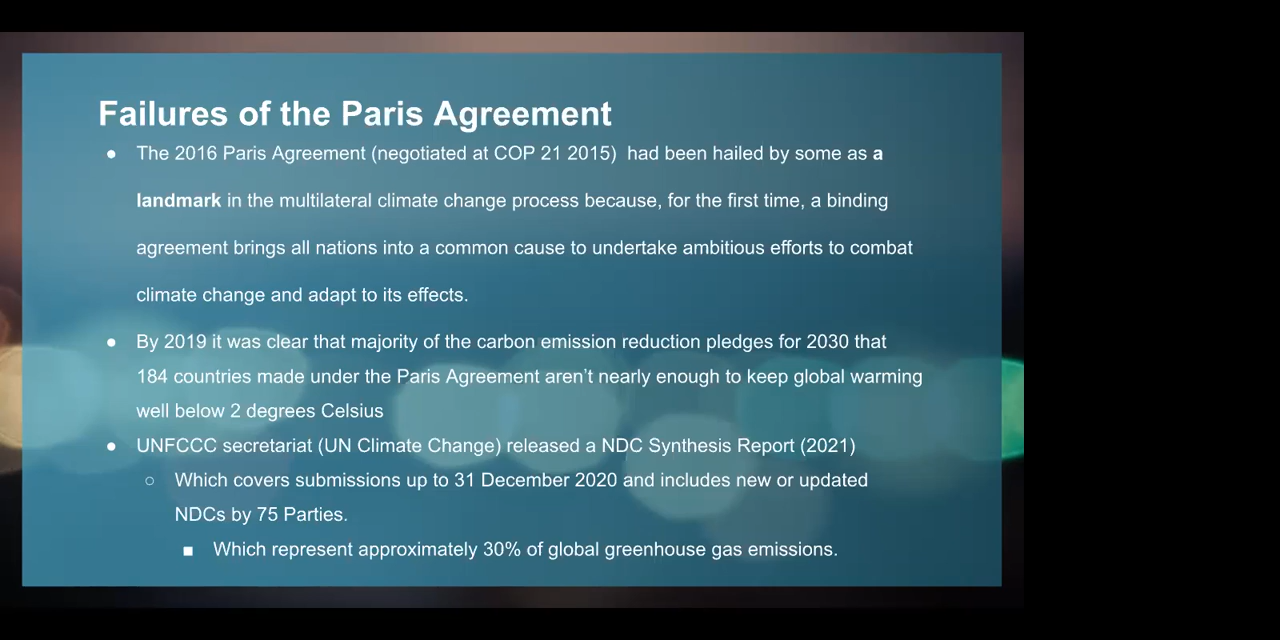 Failures of the Paris Agreement
● The 2016 Paris Agreement (negotiated at COP 21 2015)  had been hailed by some as a
landmark in the multilateral climate change process because, for the first time, a binding
agreement brings all nations into a common cause to undertake ambitious efforts to combat
climate change and adapt to its effects.
● By 2019 it was clear that majority of the carbon emission reduction pledges for 2030 that
184 countries made under the Paris Agreement aren’t nearly enough to keep global warming
well below 2 degrees Celsius
● UNFCCC secretariat (UN Climate Change) released a NDC Synthesis Report (2021)
○ Which covers submissions up to 31 December 2020 and includes new or updated
NDCs by 75 Parties.
■ Which represent approximately 30% of global greenhouse gas emissions.